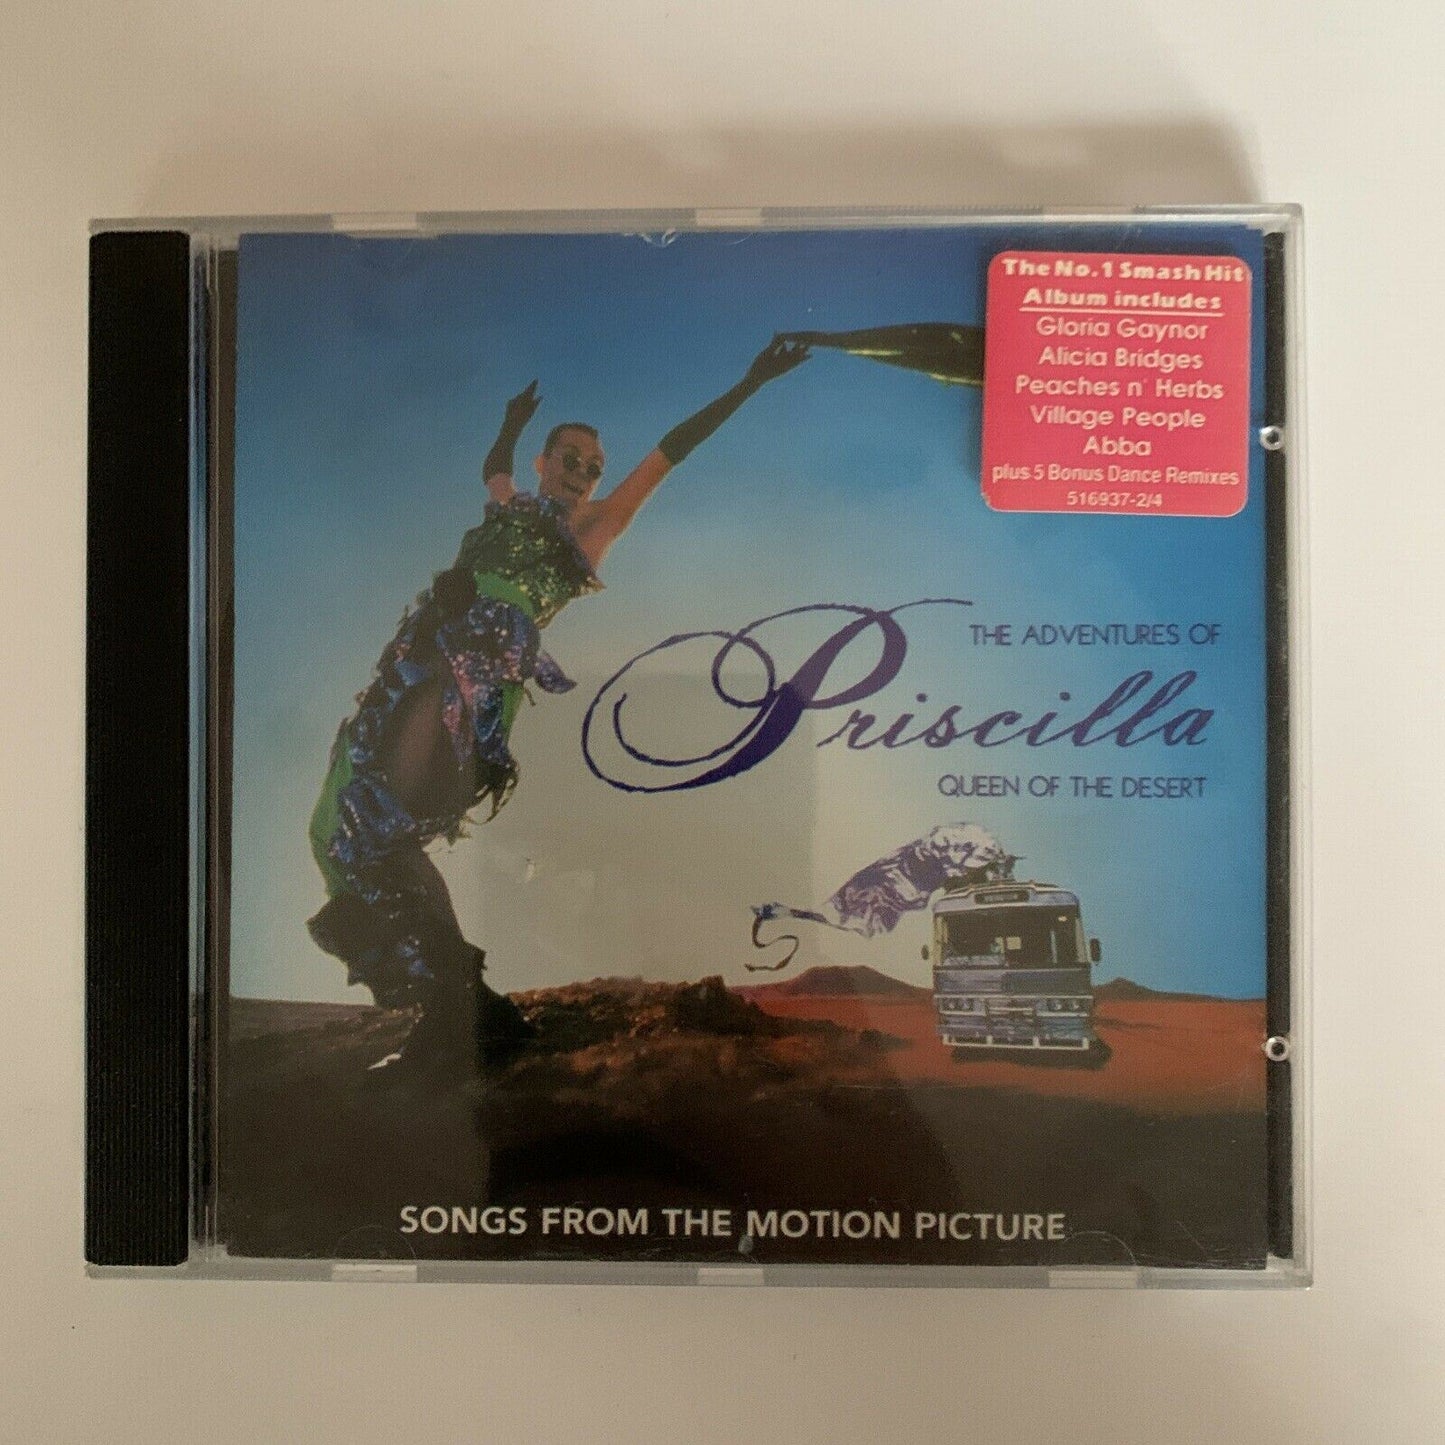 The No. 1 Smash Hit
Album includes
Gloria Gaynor
Alicia Bridges
Peaches n' Herbs
Village People
Abba
plus 5 Bonus Dance Remixes
516937-2/4
THE ADVENTURES OF
Priscilla
QUEEN OF THE DESERT
SONGS FROM THE MOTION PICTURE